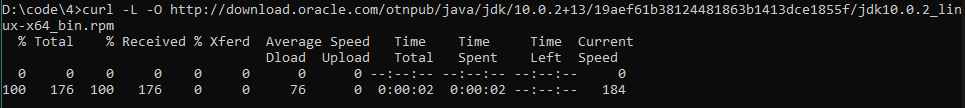 D:\code\4>curl -L -O http://download.oracle.com/otnpub/java/jdk/10.0.2+13/19aef61b38124481863b1413dce1855f/jdk10.0.2_lin
ux-x64_bin.rpm
  % Total    % Received % Xferd  Average Speed   Time    Time     Time  Current
                                 Dload  Upload   Total   Spent    Left  Speed
  0     0    0     0    0     0      0      0 --:--:-- --:--:-- --:--:--     0
100   176  100   176    0     0     76      0  0:00:02  0:00:02 --:--:--   184